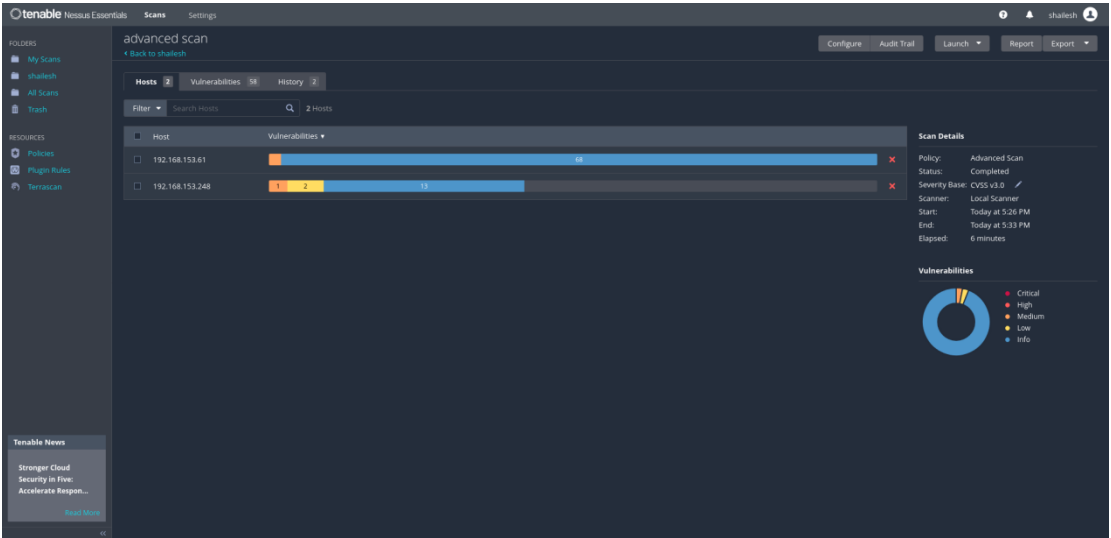 tenable Nessus Essentials Scans Settings shailesh
FOLDERS
My Scans
shailesh
All Scans
Trash
RESOURCES
Policies
Plugin Rules
Terrascan
advanced scan
Back to shailesh
Configure Audit Trail Launch Report Export
Hosts 2 Vulnerabilities 58 History 2
Filter Search Hosts 2 Hosts
Host Vulnerabilities
192.168.153.61 68
192.168.153.248 1 2 13
Scan Details
Policy: Advanced Scan
Status: Completed
Severity Base: CVSS v3.0
Scanner: Local Scanner
Start: Today at 5:26 PM
End: Today at 5:33 PM
Elapsed: 6 minutes
Vulnerabilities
Critical
High
Medium
Low
Info
Tenable News
Stronger Cloud
Security in Five:
Accelerate Respon...
Read More